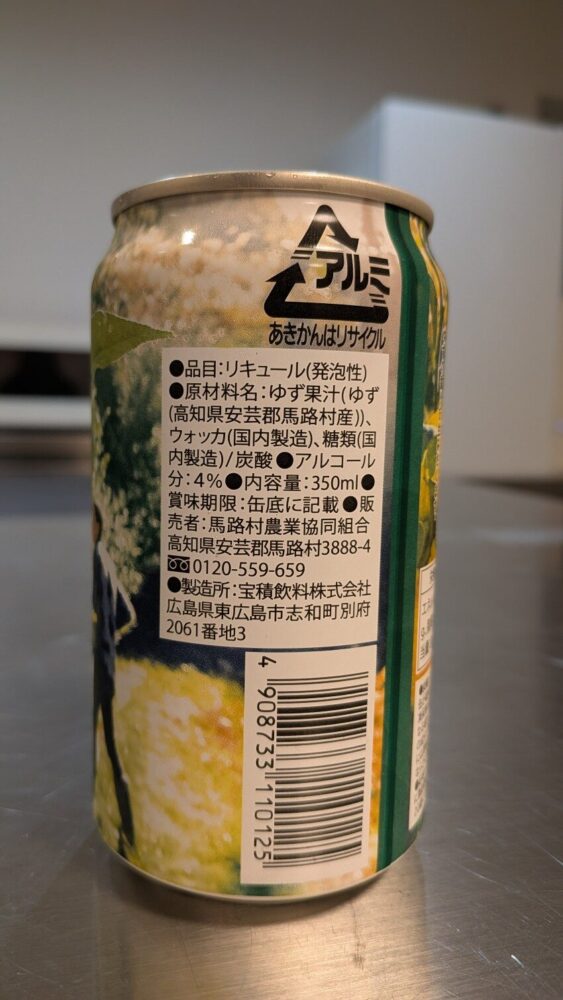 アルミ
あきかんはリサイクル
●品目:リキュール(発泡性)
●原材料名:ゆず果汁(ゆず
(高知県安芸郡馬路村産))、
ウォッカ(国内製造)、糖類(国
内製造)/炭酸 ●アルコール
分:4%●内容量:350ml●
賞味期限:缶底に記載 ●販
売者:馬路村農業協同組合
高知県安芸郡馬路村3888-4
0120-559-659
●製造所:宝積飲料株式会社
広島県東広島市志和町別府
2061番地3
4 908733 110125